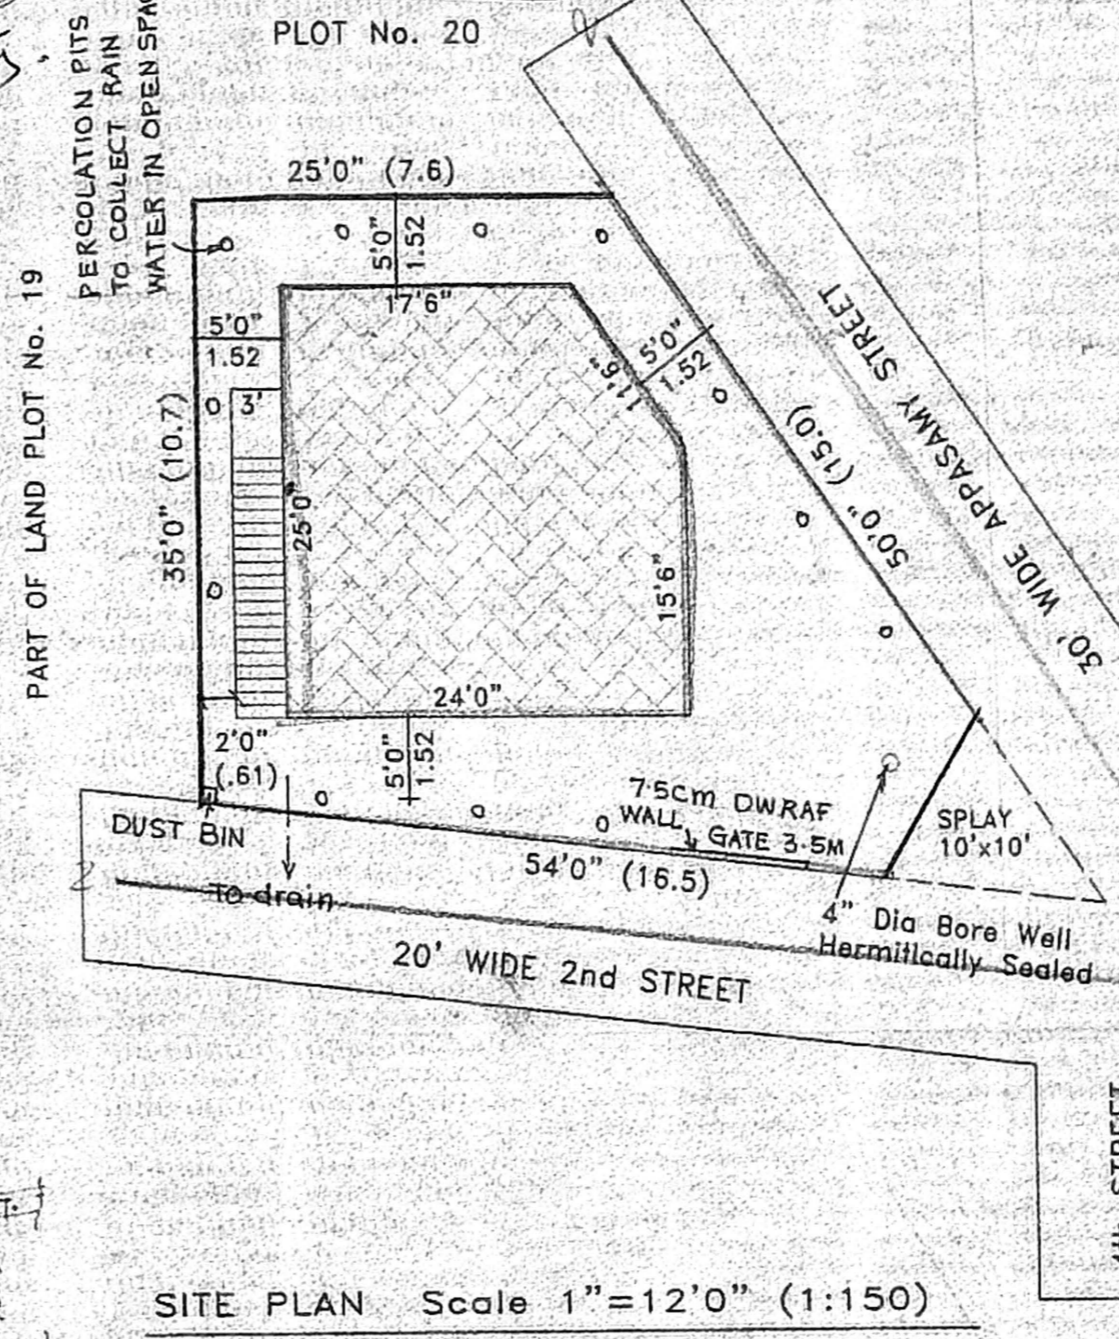 PLOT No. 20
PERCOLATION PITS
TO COLLECT RAIN
WATER IN OPEN
25'0" (7.6)
5'0"
1.52
17'6"
5'0"
1.52
3'
5'0"
1.52
11'6"
PART OF LAND PLOT No. 19
35'0" (10.7)
25'0"
15'6"
50'0" (15.0)
30' WIDE APPASAMY STREET
24'0"
2'0"
(.61)
5'0"
1.52
DUST BIN
To drain
7.5Cm DWRAF
WALL, GATE 3.5M
SPLAY
10'x10'
54'0" (16.5)
4" Dia Bore Well
Hermitically Sealed
20' WIDE 2nd STREET
STREET
SITE PLAN Scale 1"=12'0" (1:150)